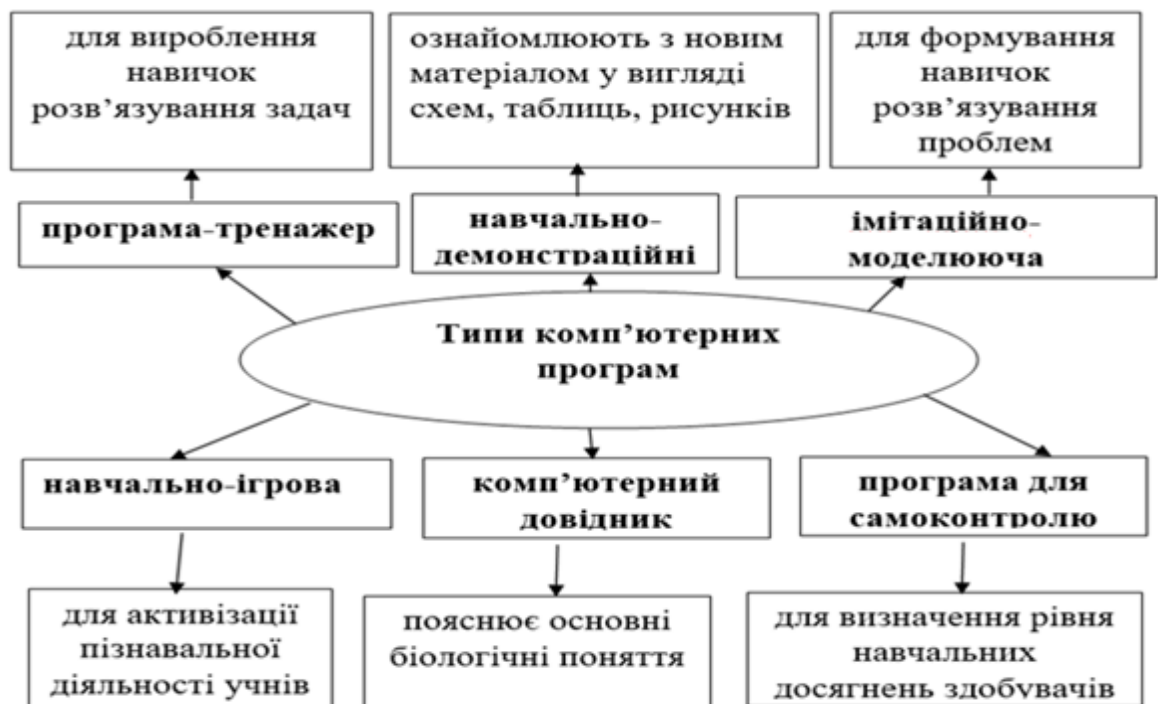 для вироблення
навичок
розв’язування задач
ознайомлюють з новим
матеріалом у вигляді
схем, таблиць, рисунків
для формування
навичок
розв’язування
проблем
програма-тренажер
навчально-
демонстраційні
імітаційно-
моделююча
Типи комп’ютерних
програм
навчально-ігрова
комп’ютерний
довідник
програма для
самоконтролю
для активізації
пізнавальної
діяльності учнів
пояснює основні
біологічні поняття
для визначення рівня
навчальних
досягнень здобувачів